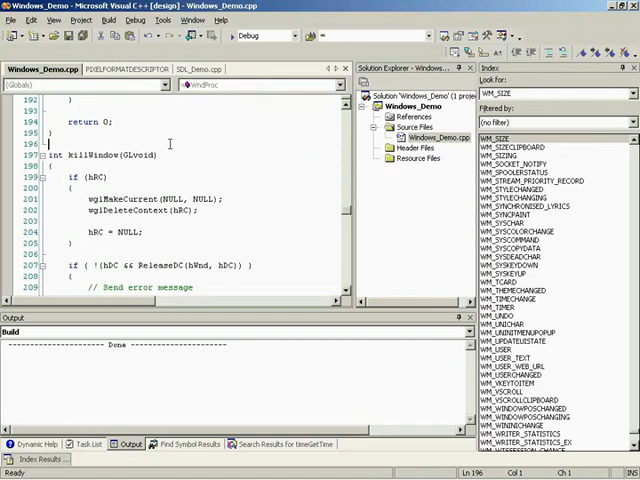 Windows_Demo - Microsoft Visual C++ [design] - Windows_Demo.cpp
File Edit View Project Build Debug Tools Window Help
Debug
Windows_Demo.cpp PIXELFORMATDESCRIPTOR SDL_Demo.cpp
(Globals) WndProc
192 }
193
194 return 0;
195 }
196
197 int killWindow(GLvoid)
198 {
199 if (hRC)
200 {
201 wglMakeCurrent(NULL, NULL);
202 wglDeleteContext(hRC);
203
204 hRC = NULL;
205 }
206
207 if ( !(hDC && ReleaseDC(hWnd, hDC)) )
208 {
209 // Send error message
Solution Explorer - Windows_...
Solution 'Windows_Demo' (1 projec
Windows_Demo
References
Source Files
Windows_Demo.cpp
Header Files
Resource Files
Index
Look for:
WM_SIZE
Filtered by:
(no filter)
WM_SIZE
WM_SIZECLIPBOARD
WM_SIZING
WM_SOCKET_NOTIFY
WM_SPOOLERSTATUS
WM_STREAM_PRIORITY_RECORD
WM_STYLECHANGED
WM_STYLECHANGING
WM_SYNCHRONISED_LYRICS
WM_SYNCPAINT
WM_SYSCHAR
WM_SYSCOLORCHANGE
WM_SYSCOMMAND
WM_SYSCOPYDATA
WM_SYSDEADCHAR
WM_SYSKEYDOWN
WM_SYSKEYUP
WM_TCARD
WM_THEMECHANGED
WM_TIMECHANGE
WM_TIMER
WM_UNDO
WM_UNICHAR
WM_UNINITMENUPOPUP
WM_UPDATEUISTATE
WM_USER
WM_USER_TEXT
WM_USER_WEB_URL
WM_USERCHANGED
WM_VKEYTOITEM
WM_VSCROLL
WM_VSCROLLCLIPBOARD
WM_WINDOWPOSCHANGED
WM_WINDOWPOSCHANGING
WM_WININICHANGE
WM_WRITER_STATISTICS
WM_WRITER_STATISTICS_EX
Output
Build
---------------------- Done ----------------------
Dynamic Help Task List Output Find Symbol Results Search Results for timeGetTime
Index Results ...
Ready Ln 196 Col 1 Ch 1 INS